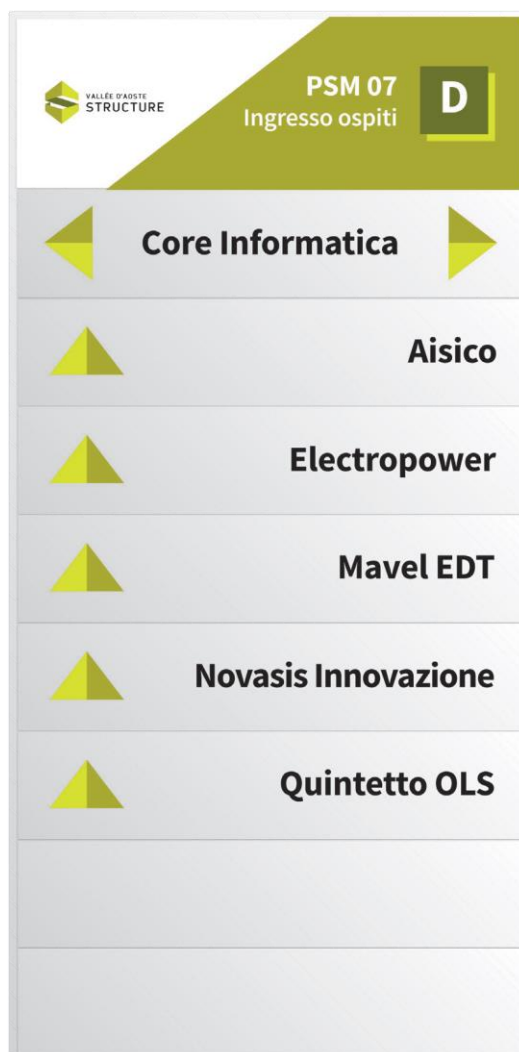 VALLÉE D'AOSTE
STRUCTURE
PSM 07
Ingresso ospiti
D
Core Informatica
Aisico
Electropower
Mavel EDT
Novasis Innovazione
Quintetto OLS